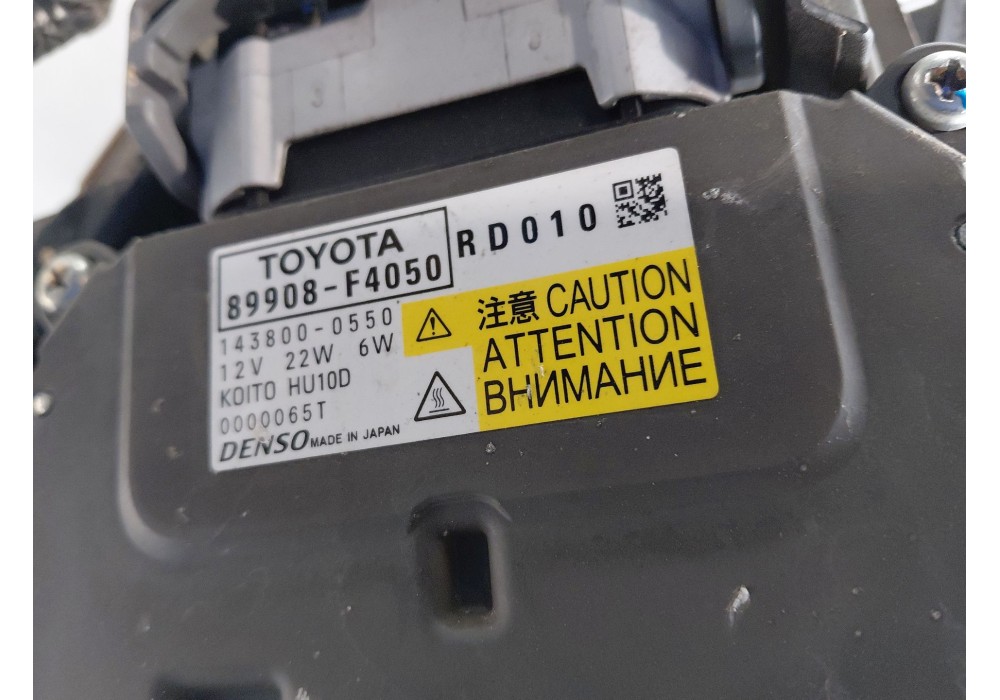 TOYOTA
89908-F4050
RD010
143800-0550
12V 22W 6W
KOITO HU10D
0000065T
DENSO MADE IN JAPAN
注意 CAUTION
ATTENTION
ВНИМАНИЕ